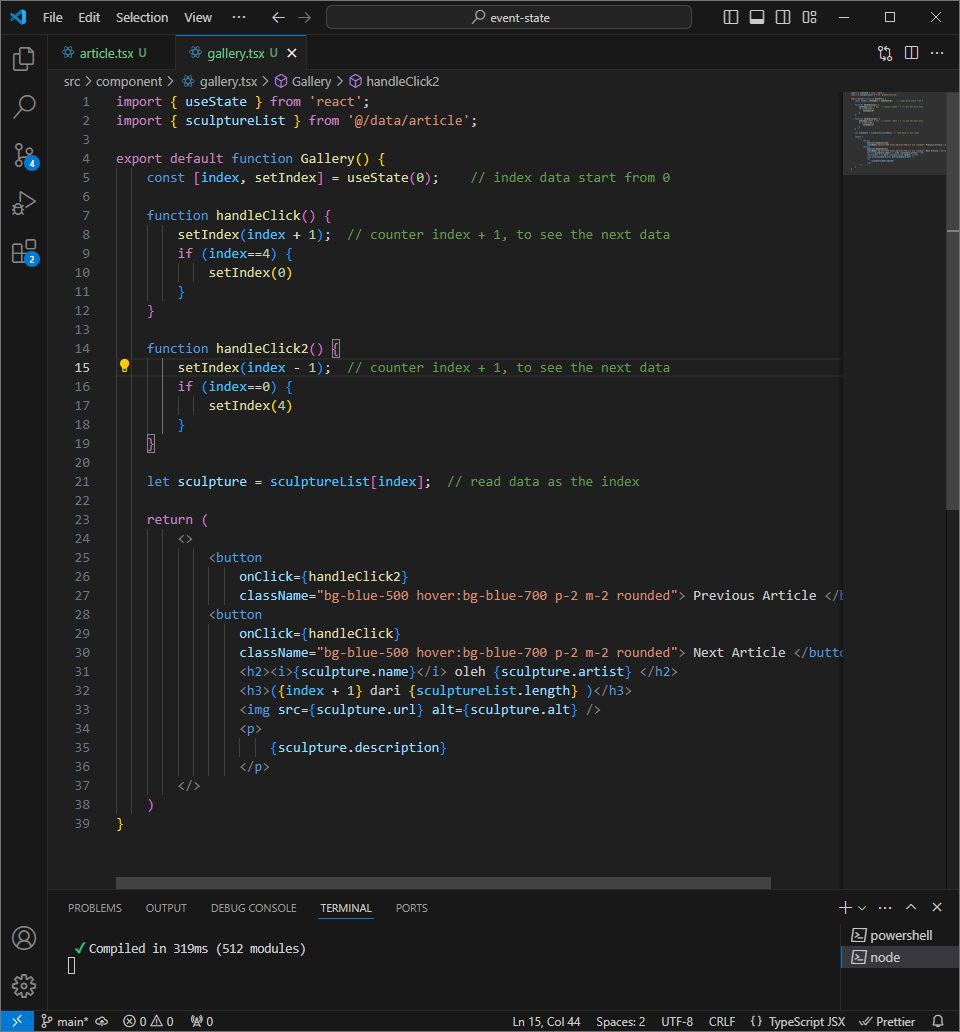 File Edit Selection View ··· event-state
article.tsx U gallery.tsx U
src > component > gallery.tsx > Gallery > handleClick2
1 import { useState } from 'react';
2 import { sculptureList } from '@/data/article';
3
4 export default function Gallery() {
5 const [index, setIndex] = useState(0); // index data start from 0
6
7 function handleClick() {
8 setIndex(index + 1); // counter index + 1, to see the next data
9 if (index==4) {
10 setIndex(0)
11 }
12 }
13
14 function handleClick2() {
15 setIndex(index - 1); // counter index + 1, to see the next data
16 if (index==0) {
17 setIndex(4)
18 }
19 }
20
21 let sculpture = sculptureList[index]; // read data as the index
22
23 return (
24 <>
25 <button
26 onClick={handleClick2}
27 className="bg-blue-500 hover:bg-blue-700 p-2 m-2 rounded"> Previous Article </b
28 <button
29 onClick={handleClick}
30 className="bg-blue-500 hover:bg-blue-700 p-2 m-2 rounded"> Next Article </butto
31 <h2><i>{sculpture.name}</i> oleh {sculpture.artist} </h2>
32 <h3>({index + 1} dari {sculptureList.length} )</h3>
33 <img src={sculpture.url} alt={sculpture.alt} />
34 <p>
35 {sculpture.description}
36 </p>
37 </>
38 )
39 }
4
2
PROBLEMS OUTPUT DEBUG CONSOLE TERMINAL PORTS
✓ Compiled in 319ms (512 modules)
powershell
node
main* 0 0 0 Ln 15, Col 44 Spaces: 2 UTF-8 CRLF {} TypeScript JSX Prettier